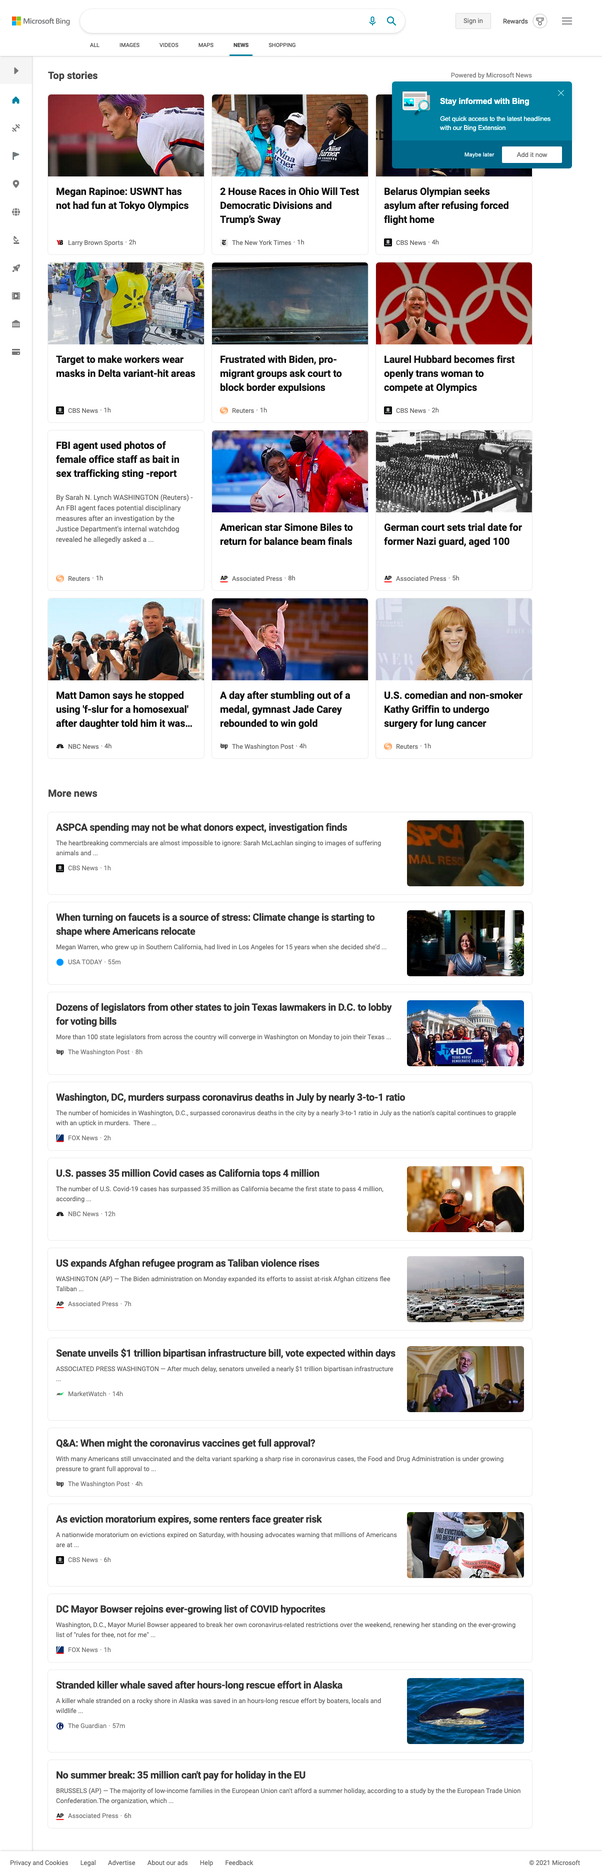 Microsoft Bing
Sign in
Rewards
ALL
IMAGES
VIDEOS
MAPS
NEWS
SHOPPING
Top stories
Powered by Microsoft News
Stay informed with Bing
Get quick access to the latest headlines
with our Bing Extension
Maybe later
Add it now
Megan Rapinoe: USWNT has
not had fun at Tokyo Olympics
Larry Brown Sports · 2h
2 House Races in Ohio Will Test
Democratic Divisions and
Trump's Sway
The New York Times · 1h
Belarus Olympian seeks
asylum after refusing forced
flight home
CBS News · 4h
Target to make workers wear
masks in Delta variant-hit areas
CBS News · 1h
Frustrated with Biden, pro-
migrant groups ask court to
block border expulsions
Reuters · 1h
Laurel Hubbard becomes first
openly trans woman to
compete at Olympics
CBS News · 2h
FBI agent used photos of
female office staff as bait in
sex trafficking sting -report
By Sarah N. Lynch WASHINGTON (Reuters) -
An FBI agent faces potential disciplinary
measures after an investigation by the
Justice Department's internal watchdog
revealed he allegedly asked a ...
Reuters · 1h
American star Simone Biles to
return for balance beam finals
AP Associated Press · 8h
German court sets trial date for
former Nazi guard, aged 100
AP Associated Press · 5h
Matt Damon says he stopped
using 'f-slur for a homosexual'
after daughter told him it was...
NBC News · 4h
A day after stumbling out of a
medal, gymnast Jade Carey
rebounded to win gold
wp The Washington Post · 4h
U.S. comedian and non-smoker
Kathy Griffin to undergo
surgery for lung cancer
Reuters · 1h
More news
ASPCA spending may not be what donors expect, investigation finds
The heartbreaking commercials are almost impossible to ignore: Sarah McLachlan singing to images of suffering
animals and ...
CBS News · 1h
When turning on faucets is a source of stress: Climate change is starting to
shape where Americans relocate
Megan Warren, who grew up in Southern California, had lived in Los Angeles for 15 years when she decided she'd ...
USA TODAY · 55m
Dozens of legislators from other states to join Texas lawmakers in D.C. to lobby
for voting bills
More than 100 state legislators from across the country will converge in Washington on Monday to join their Texas ...
wp The Washington Post · 8h
HDC
Washington, DC, murders surpass coronavirus deaths in July by nearly 3-to-1 ratio
The number of homicides in Washington, D.C., surpassed coronavirus deaths in the city by a nearly 3-to-1 ratio in July as the nation's capital continues to grapple
with an uptick in murders. There ...
FOX News · 2h
U.S. passes 35 million Covid cases as California tops 4 million
The number of U.S. Covid-19 cases has surpassed 35 million as California became the first state to pass 4 million,
according ...
NBC News · 12h
US expands Afghan refugee program as Taliban violence rises
WASHINGTON (AP) — The Biden administration on Monday expanded its efforts to assist at-risk Afghan citizens flee
Taliban ...
AP Associated Press · 7h
Senate unveils $1 trillion bipartisan infrastructure bill, vote expected within days
ASSOCIATED PRESS WASHINGTON — After much delay, senators unveiled a nearly $1 trillion bipartisan infrastructure
...
MarketWatch · 14h
Q&A: When might the coronavirus vaccines get full approval?
With many Americans still unvaccinated and the delta variant sparking a sharp rise in coronavirus cases, the Food and Drug Administration is under growing
pressure to grant full approval to ...
wp The Washington Post · 4h
As eviction moratorium expires, some renters face greater risk
A nationwide moratorium on evictions expired on Saturday, with housing advocates warning that millions of Americans
are at ...
CBS News · 6h
DC Mayor Bowser rejoins ever-growing list of COVID hypocrites
Washington, D.C., Mayor Muriel Bowser appeared to break her own coronavirus-related restrictions over the weekend, renewing her standing on the ever-growing
list of "rules for thee, not for me" ...
FOX News · 1h
Stranded killer whale saved after hours-long rescue effort in Alaska
A killer whale stranded on a rocky shore in Alaska was saved in an hours-long rescue effort by boaters, locals and
wildlife ...
The Guardian · 57m
No summer break: 35 million can't pay for holiday in the EU
BRUSSELS (AP) — The majority of low-income families in the European Union can't afford a summer holiday, according to a study by the the European Trade Union
Confederation.The organization, which ...
AP Associated Press · 6h
Privacy and Cookies
Legal
Advertise
About our ads
Help
Feedback
© 2021 Microsoft